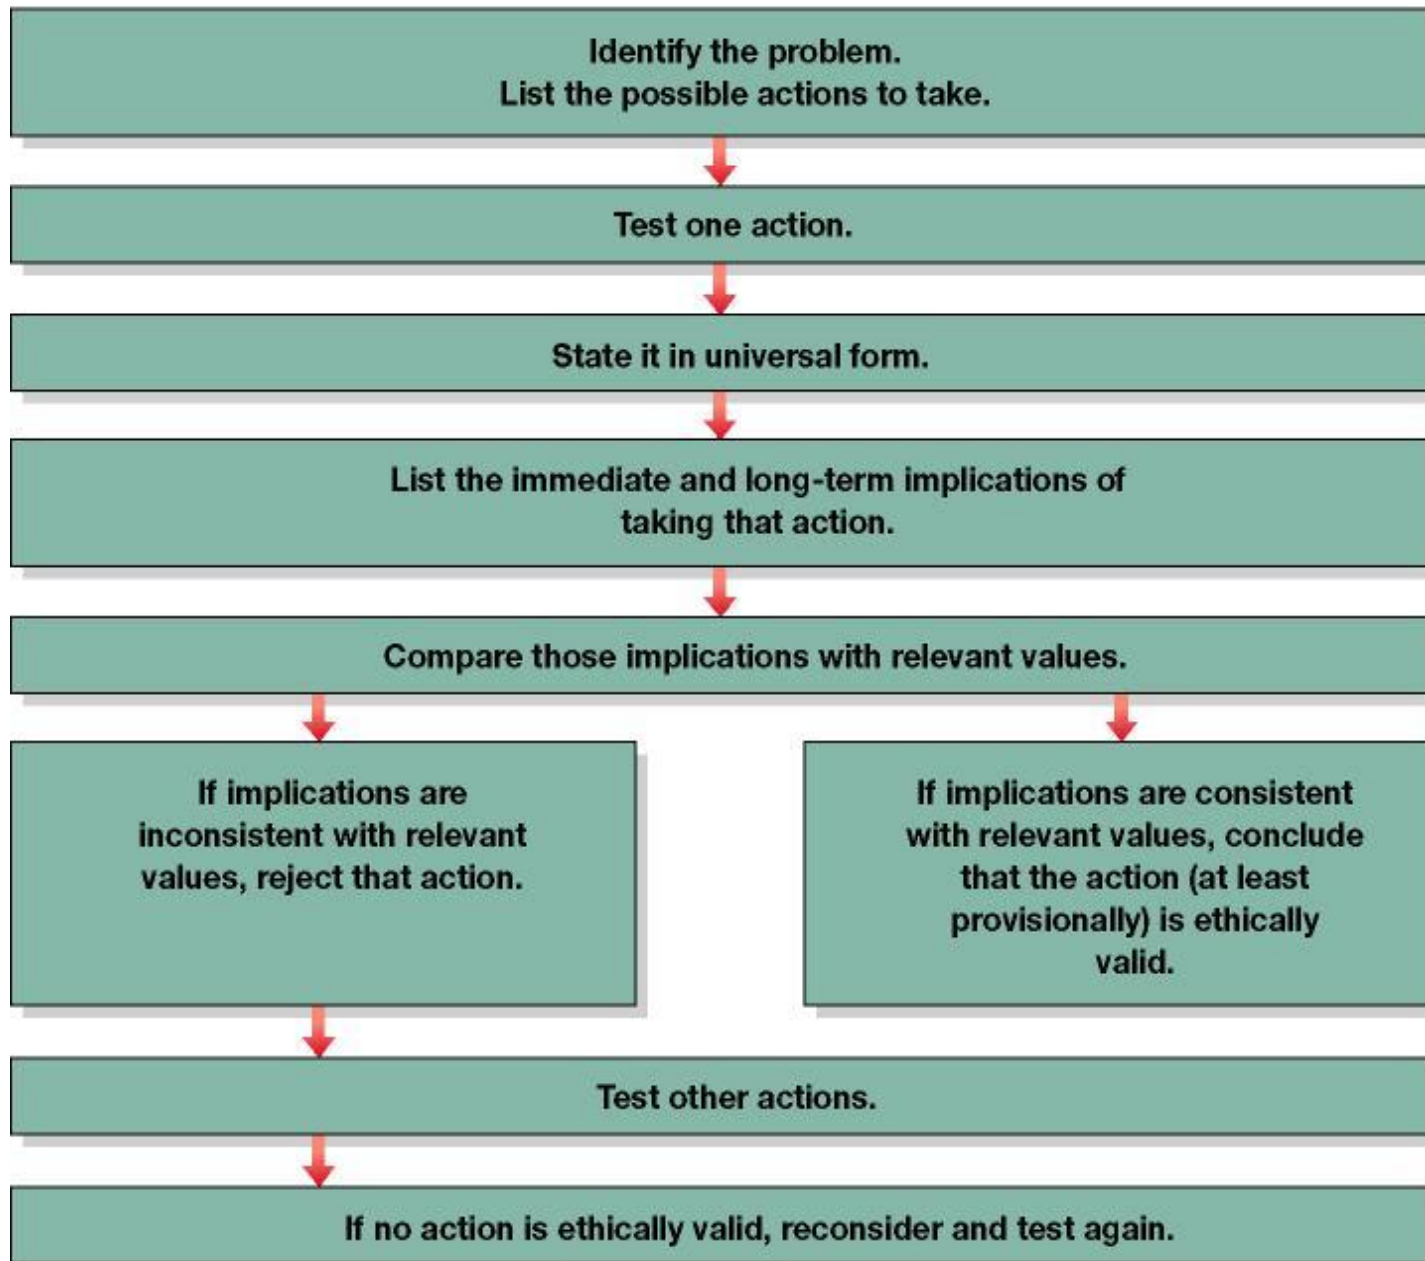 Identify the problem.
List the possible actions to take.
Test one action.
State it in universal form.
List the immediate and long-term implications of
taking that action.
Compare those implications with relevant values.
If implications are
inconsistent with relevant
values, reject that action.
If implications are consistent
with relevant values, conclude
that the action (at least
provisionally) is ethically
valid.
Test other actions.
If no action is ethically valid, reconsider and test again.